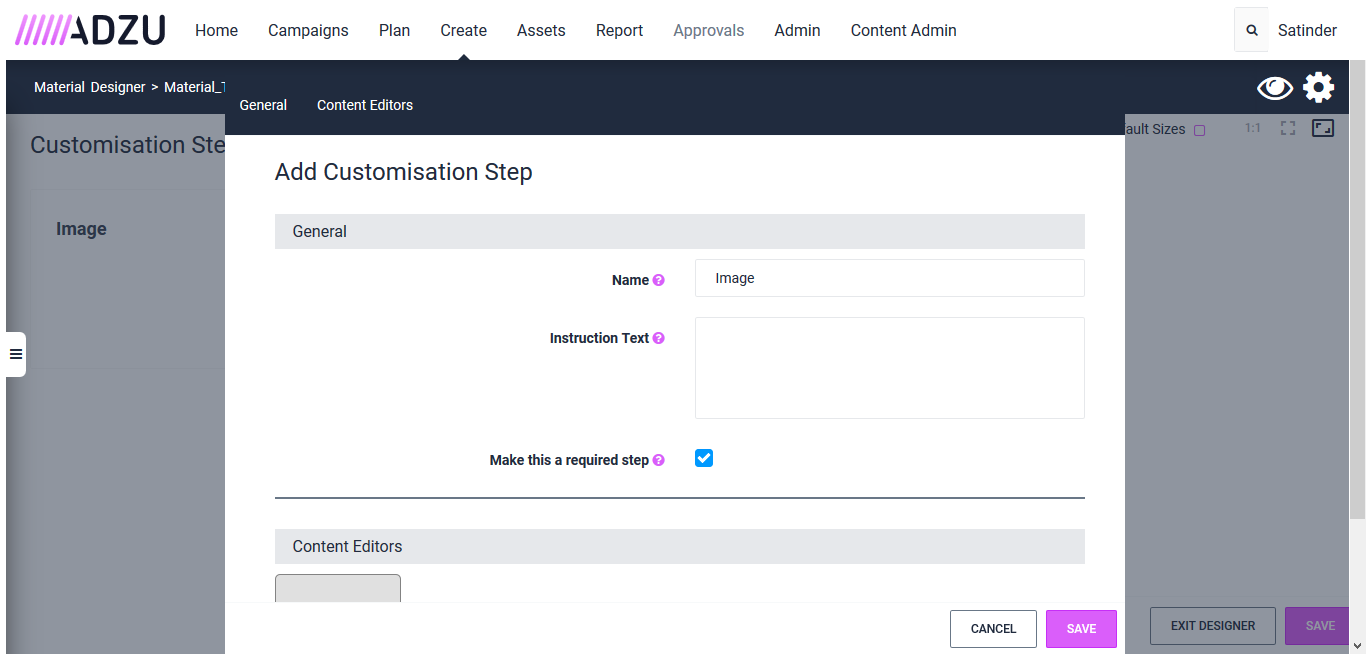 ADZU Home Campaigns Plan Create Assets Report Approvals Admin Content Admin Satinder
Material Designer > Material_T
General Content Editors
Customisation Ste
ault Sizes 1:1
Add Customisation Step
General
Image
Name ? Image
Instruction Text ?
Make this a required step ?
Content Editors
CANCEL SAVE
EXIT DESIGNER SAVE